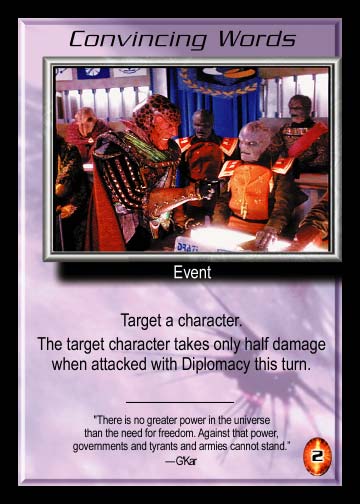 Convincing Words
DRAZI
Event
Target a character.
The target character takes only half damage
when attacked with Diplomacy this turn.
"There is no greater power in the universe
than the need for freedom. Against that power,
governments and tyrants and armies cannot stand."
—G'Kar
2